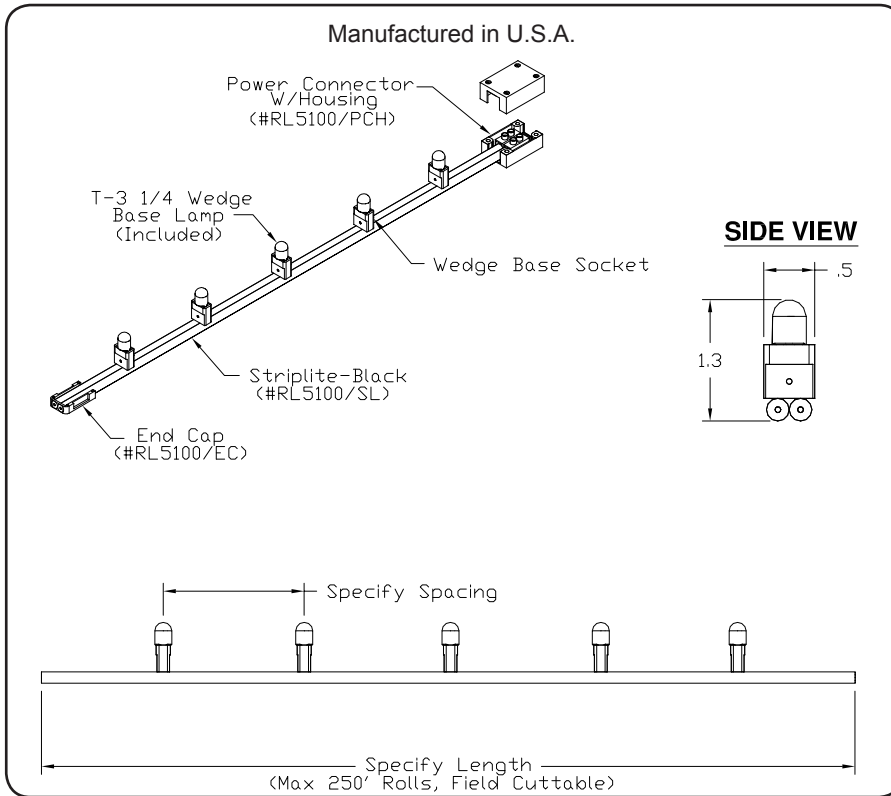 Manufactured in U.S.A.
Power Connector
W/Housing
(#RL5100/PCH)
T-3 1/4 Wedge
Base Lamp
(Included)
Wedge Base Socket
Striplite-Black
(#RL5100/SL)
End Cap
(#RL5100/EC)
SIDE VIEW
.5
1.3
Specify Spacing
Specify Length
(Max 250' Rolls, Field Cuttable)